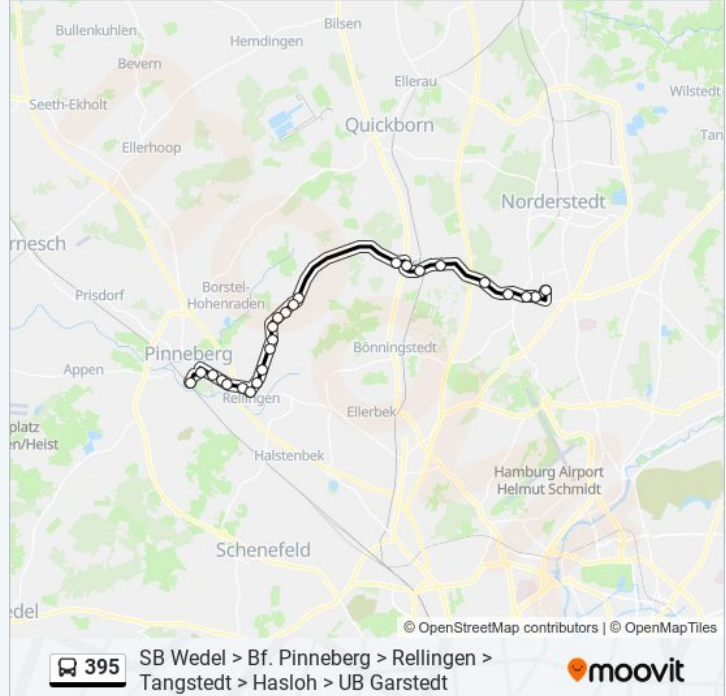 Bilsen
Bullenkuhlen
Hemdingen
Bevern
Ellerau
Wilstedt
Seeth-Ekholt
Quickborn
Tan
Ellerhoop
Norderstedt
rnesch
Borstel-
Hohenraden
Prisdorf
Pinneberg
Bönningstedt
Appen
Rellingen
Ellerbek
platz
en/Heist
Halstenbek
Hamburg Airport
Helmut Schmidt
Schenefeld
edel
© OpenStreetMap contributors | © OpenMapTiles
395
SB Wedel > Bf. Pinneberg > Rellingen >
Tangstedt > Hasloh > UB Garstedt
moovit